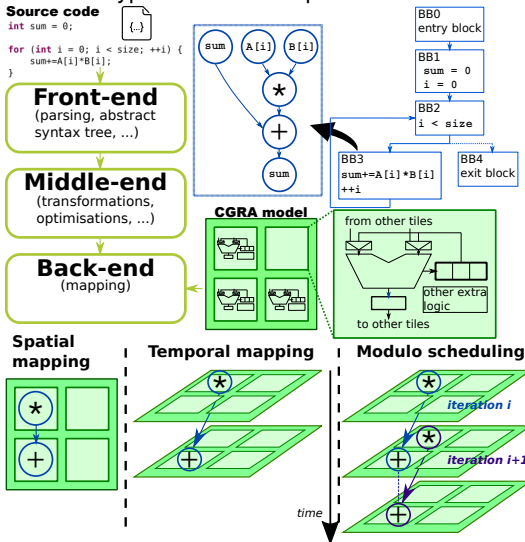 Source code
int sum = 0;
for (int i = 0; i < size; ++i) {
sum+=A[i]*B[i];
}
{...}
Front-end
(parsing, abstract
syntax tree, ...)
Middle-end
(transformations,
optimisations, ...)
Back-end
(mapping)
sum
A[i]
B[i]
*
+
sum
BB0
entry block
BB1
sum = 0
i = 0
BB2
i < size
BB3
sum+=A[i]*B[i]
++i
BB4
exit block
CGRA model
from other tiles
other extra
logic
to other tiles
Spatial
mapping
*
+
Temporal mapping
*
+
time
Modulo scheduling
*
iteration i
*
+
iteration i+1
+